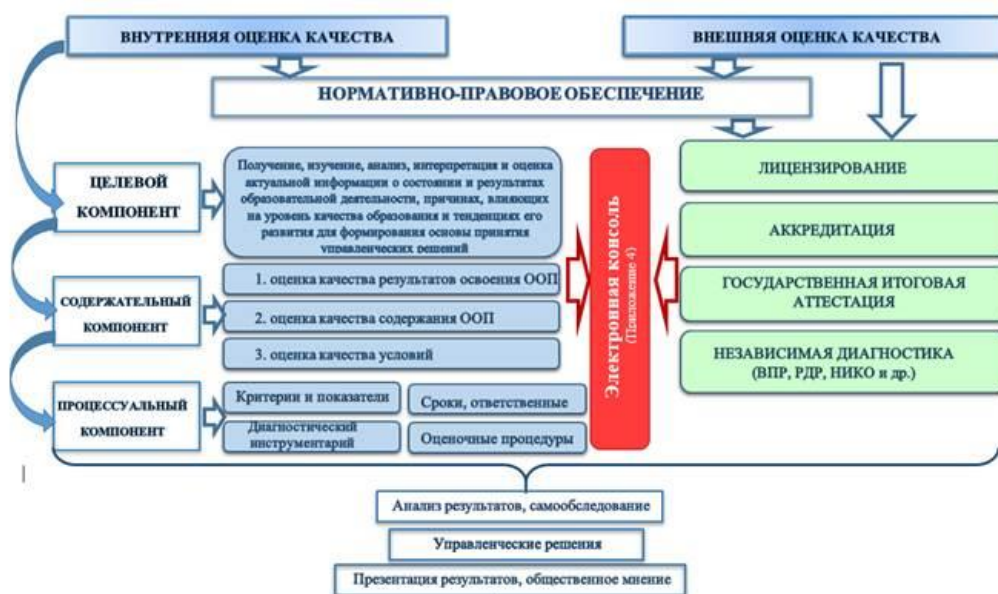 ВНУТРЕННЯЯ ОЦЕНКА КАЧЕСТВА
ВНЕШНЯЯ ОЦЕНКА КАЧЕСТВА
НОРМАТИВНО-ПРАВОВОЕ ОБЕСПЕЧЕНИЕ
ЦЕЛЕВОЙ
КОМПОНЕНТ
Получение, изучение, анализ, интерпретация и оценка
актуальной информации о состоянии и результатах
образовательной деятельности, причинах, влияющих
на уровень качества образования и тенденциях его
развития для формирования основы принятия
управленческих решений
СОДЕРЖАТЕЛЬНЫЙ
КОМПОНЕНТ
1. оценка качества результатов освоения ООП
2. оценка качества содержания ООП
3. оценка качества условий
ПРОЦЕССУАЛЬНЫЙ
КОМПОНЕНТ
Критерии и показатели
Сроки, ответственные
Диагностический
инструментарий
Оценочные процедуры
Электронная консоль
(Приложение 4)
ЛИЦЕНЗИРОВАНИЕ
АККРЕДИТАЦИЯ
ГОСУДАРСТВЕННАЯ ИТОГОВАЯ
АТТЕСТАЦИЯ
НЕЗАВИСИМАЯ ДИАГНОСТИКА
(ВПР, РДР, НИКО и др.)
Анализ результатов, самообследование
Управленческие решения
Презентация результатов, общественное мнение